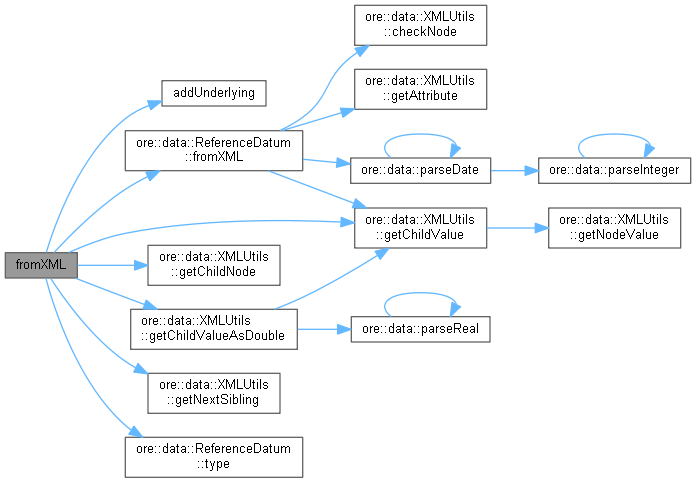 fromXML
addUnderlying
ore::data::ReferenceDatum
::fromXML
ore::data::XMLUtils
::getChildNode
ore::data::XMLUtils
::getChildValueAsDouble
ore::data::XMLUtils
::getNextSibling
ore::data::ReferenceDatum
::type
ore::data::XMLUtils
::checkNode
ore::data::XMLUtils
::getAttribute
ore::data::parseDate
ore::data::XMLUtils
::getChildValue
ore::data::parseReal
ore::data::parseInteger
ore::data::XMLUtils
::getNodeValue